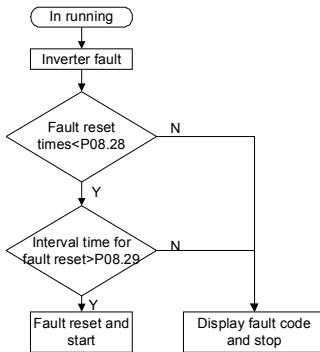 In running
Inverter fault
Fault reset
times<P08.28
N
Y
Interval time for
fault reset>P08.29
N
Y
Fault reset and
start
Display fault code
and stop